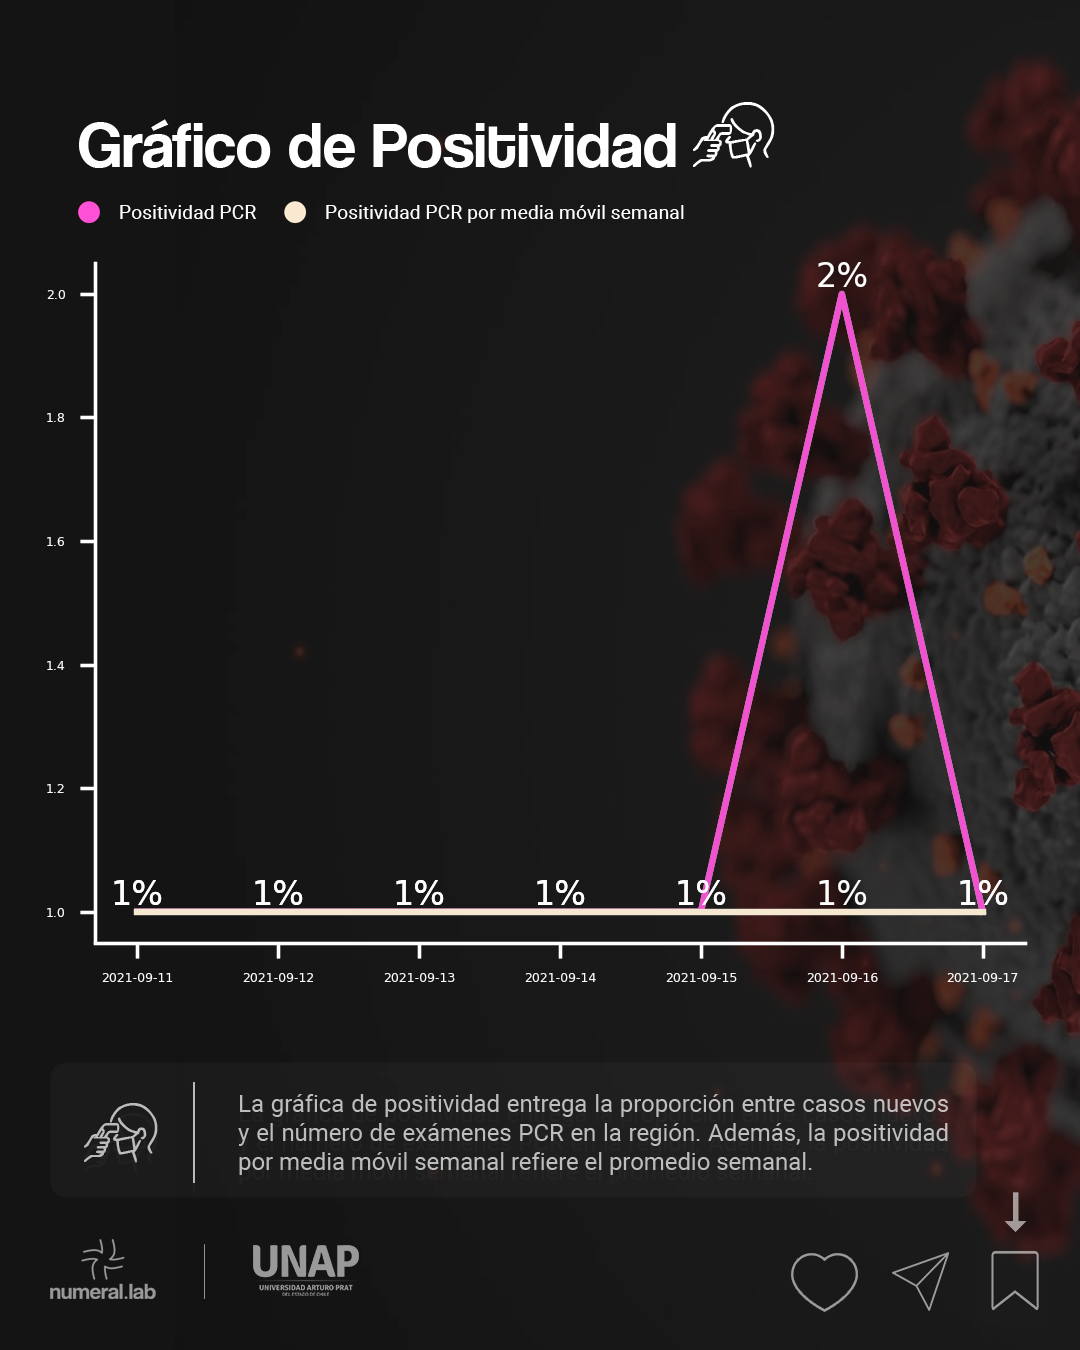 Gráfico de Positividad
Positividad PCR Positividad PCR por media móvil semanal
2%
2.0
1.8
1.6
1.4
1.2
1% 1% 1% 1% 1% 1% 1%
1.0
2021-09-11 2021-09-12 2021-09-13 2021-09-14 2021-09-15 2021-09-16 2021-09-17
La gráfica de positividad entrega la proporción entre casos nuevos
y el número de exámenes PCR en la región. Además, la positividad
por media móvil semanal refiere el promedio semanal.
numeral.lab
UNAP
UNIVERSIDAD ARTURO PRAT
DEL ESTADO DE CHILE